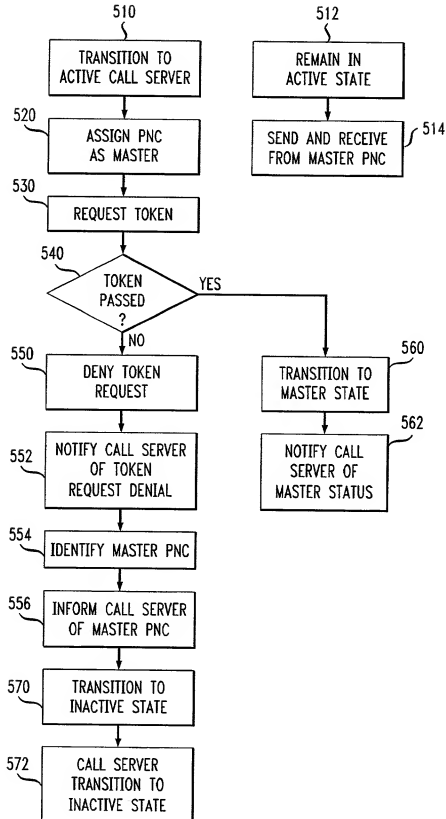 510
TRANSITION TO
ACTIVE CALL SERVER
520
ASSIGN PNC
AS MASTER
530
REQUEST TOKEN
540
TOKEN
PASSED
?
YES
NO
550
DENY TOKEN
REQUEST
552
NOTIFY CALL SERVER
OF TOKEN
REQUEST DENIAL
554
IDENTIFY MASTER PNC
556
INFORM CALL SERVER
OF MASTER PNC
570
TRANSITION TO
INACTIVE STATE
572
CALL SERVER
TRANSITION TO
INACTIVE STATE
512
REMAIN IN
ACTIVE STATE
514
SEND AND RECEIVE
FROM MASTER PNC
560
TRANSITION TO
MASTER STATE
562
NOTIFY CALL
SERVER OF
MASTER STATUS